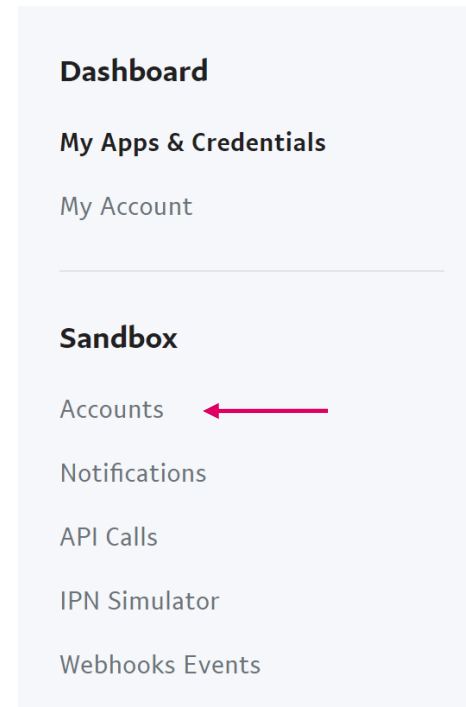 Dashboard
My Apps & Credentials
My Account
Sandbox
Accounts
Notifications
API Calls
IPN Simulator
Webhooks Events